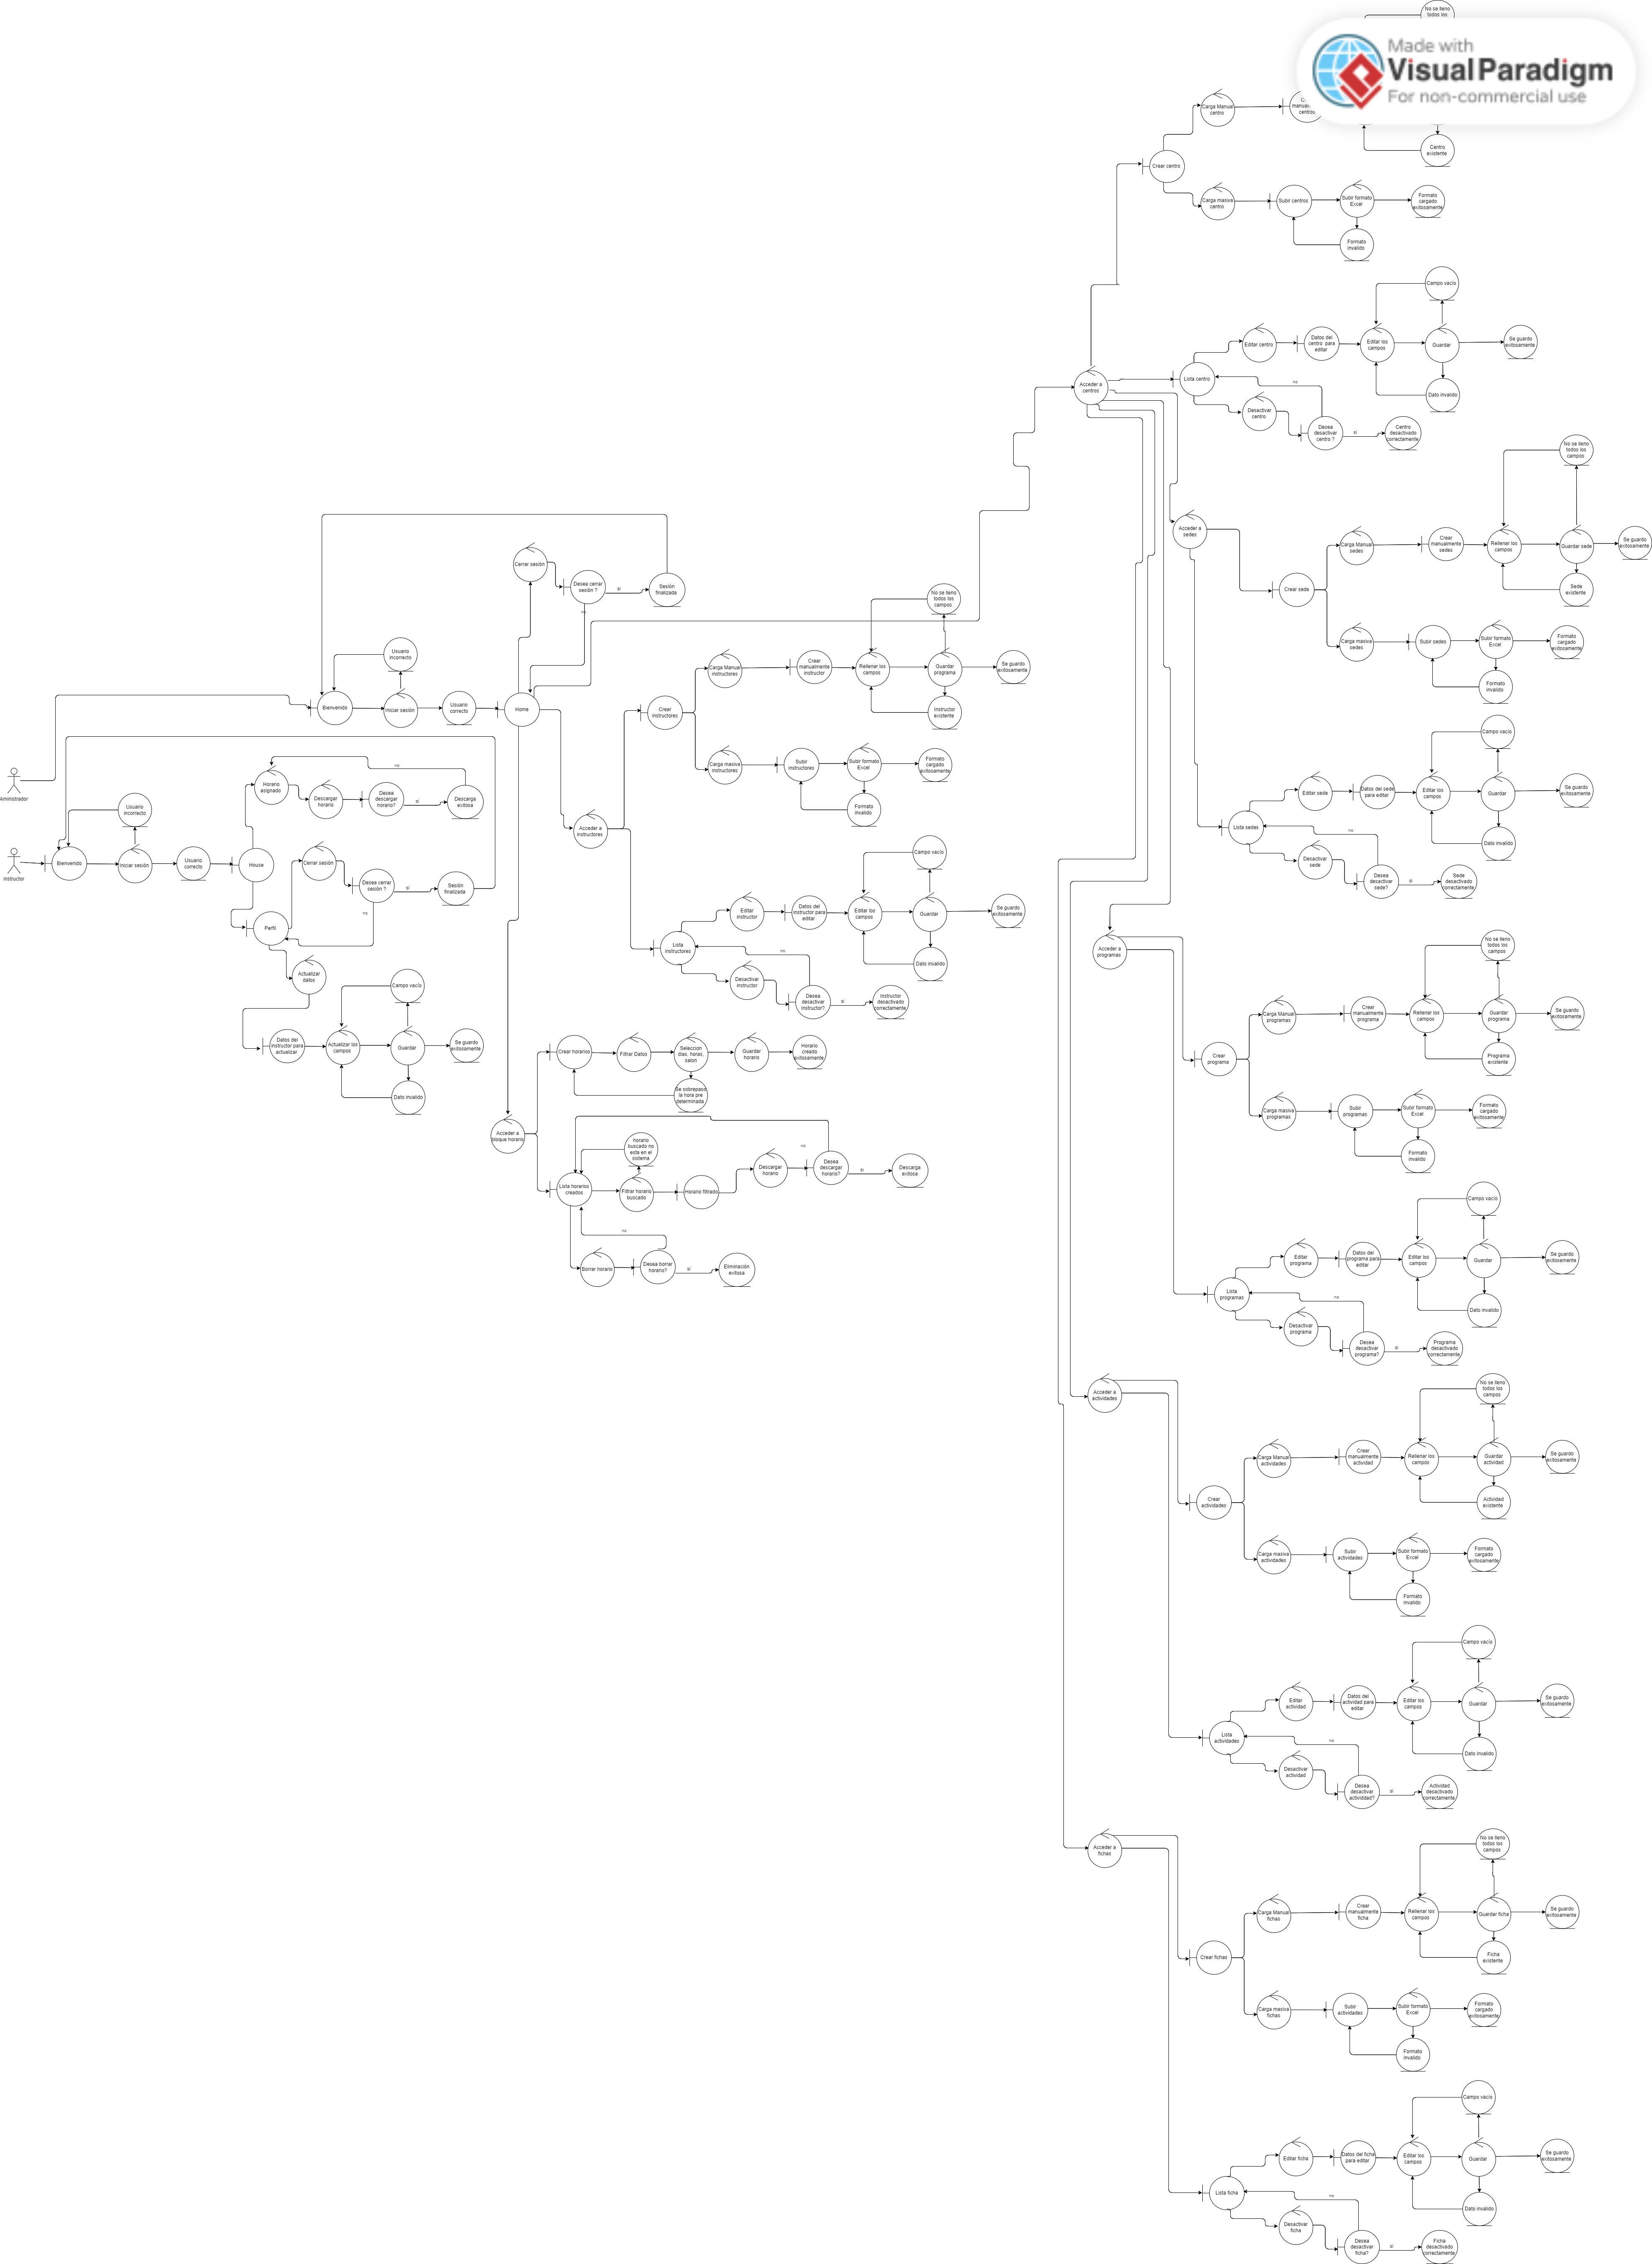 No se lleno
todos los
Made with
Visual Paradigm
For non-commercial use
Carga Manual
centro
Centro
existente
Crear centro
Carga masiva
centro
Subir centros
Subir formato
Excel
Formato
cargado
exitosamente
Formato
invalido
Campo vacío
Editar centro
Datos del
centro para
editar
Editar los
campos
Guardar
Se guardo
exitosamente
Acceder a
centros
Lista centro
no
Dato invalido
Desactivar
centro
Desea
desactivar
centro ?
si
Centro
desactivado
correctamente
No se lleno
todos los
campos
Acceder a
sedes
Carga Manual
sedes
Crear
manualmente
sedes
Rellenar los
campos
Guardar sede
Se guardo
exitosamente
Crear sede
Sede
existente
Carga masiva
sedes
Subir sedes
Subir formato
Excel
Formato
cargado
exitosamente
Formato
invalido
Cerrar sesión
Desea cerrar
sesión ?
si
Sesión
finalizada
no
Usuario
incorrecto
Bienvenido
Iniciar sesión
Usuario
correcto
Home
No se lleno
todos los
campos
Carga Manual
instructores
Crear
manualmente
instructor
Rellenar los
campos
Guardar
programa
Se guardo
exitosamente
Crear
instructores
Instructor
existente
Carga masiva
instructores
Subir
instructores
Subir formato
Excel
Formato
cargado
exitosamente
Formato
invalido
Aminstrador
Horario
asignado
no
Descargar
horario
Desea
descargar
horario?
si
Descarga
exitosa
Usuario
incorrecto
Instructor
Bienvenido
Iniciar sesión
Usuario
correcto
House
Cerrar sesión
Desea cerrar
sesión ?
si
Sesión
finalizada
no
Perfil
Actualizar
datos
Campo vacío
Datos del
instructor para
actualizar
Actualizar los
campos
Guardar
Se guardo
exitosamente
Dato invalido
Acceder a
instructores
Campo vacío
Editar
instructor
Datos del
instructor para
editar
Editar los
campos
Guardar
Se guardo
exitosamente
Lista
instructores
no
Dato invalido
Desactivar
instructor
Desea
desactivar
instructor?
si
Instructor
desactivado
correctamente
Crear horarios
Filtrar Datos
Seleccion
dias, horas,
salon
Guardar
horario
Horario
creado
exitosamente
Se sobrepaso
la hora pre
determinada
Acceder a
bloque horario
horario
buscado no
esta en el
sistema
no
Lista horarios
creados
Filtrar horario
buscado
Horario filtrado
Descargar
horario
Desea
descargar
horario?
si
Descarga
exitosa
no
Borrar horario
Desea borrar
horario?
si
Eliminación
exitosa
Campo vacío
Editar sede
Datos del sede
para editar
Editar los
campos
Guardar
Se guardo
exitosamente
Lista sedes
no
Dato invalido
Desactivar
sede
Desea
desactivar
sede?
si
Sede
desactivado
correctamente
Acceder a
programas
No se lleno
todos los
campos
Carga Manual
programas
Crear
manualmente
programa
Rellenar los
campos
Guardar
programa
Se guardo
exitosamente
Crear
programa
Programa
existente
Carga masiva
programas
Subir
programas
Subir formato
Excel
Formato
cargado
exitosamente
Formato
invalido
Campo vacío
Editar
programa
Datos del
programa para
editar
Editar los
campos
Guardar
Se guardo
exitosamente
Lista
programas
no
Dato invalido
Desactivar
programa
Desea
desactivar
programa?
si
Programa
desactivado
correctamente
Acceder a
actividades
No se lleno
todos los
campos
Carga Manual
actividades
Crear
manualmente
actividad
Rellenar los
campos
Guardar
actividad
Se guardo
exitosamente
Crear
actividades
Actividad
existente
Carga masiva
actividades
Subir
actividades
Subir formato
Excel
Formato
cargado
exitosamente
Formato
invalido
Campo vacío
Editar
actividad
Datos del
actividad para
editar
Editar los
campos
Guardar
Se guardo
exitosamente
Lista
actividades
no
Dato invalido
Desactivar
actividad
Desea
desactivar
actividdad?
si
Actividad
desactivado
correctamente
Acceder a
fichas
No se lleno
todos los
campos
Carga Manual
fichas
Crear
manualmente
ficha
Rellenar los
campos
Guardar ficha
Se guardo
exitosamente
Crear fichas
Ficha
existente
Carga masiva
fichas
Subir
actividades
Subir formato
Excel
Formato
cargado
exitosamente
Formato
invalido
Campo vacío
Editar ficha
Datos del ficha
para editar
Editar los
campos
Guardar
Se guardo
exitosamente
Lista ficha
no
Dato invalido
Desactivar
ficha
Desea
desactivar
ficha?
si
Ficha
desactivado
correctamente